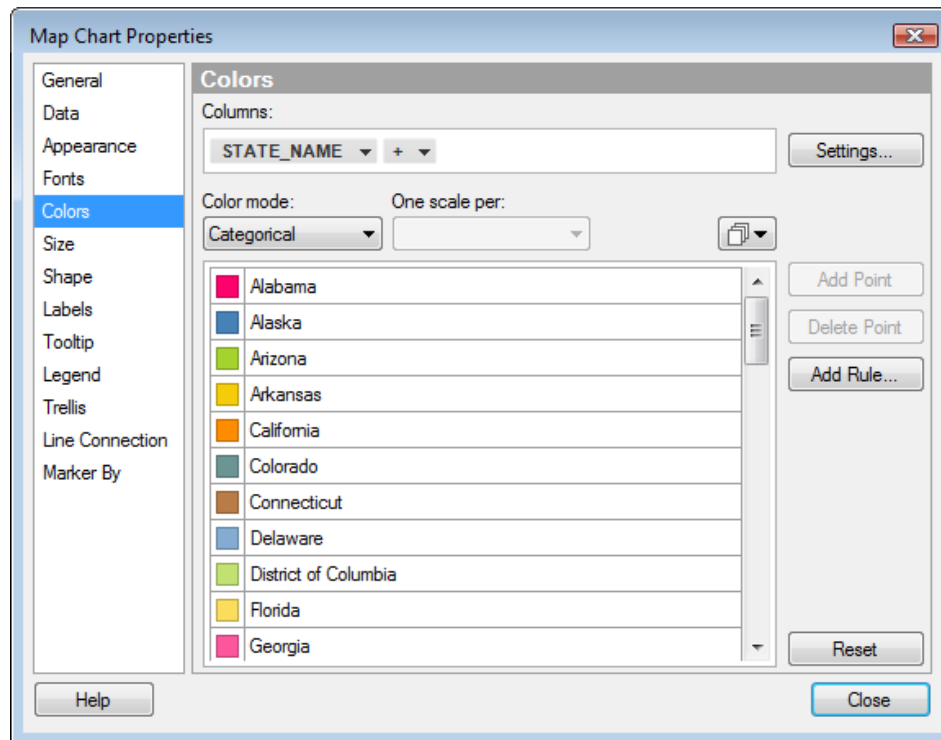 Map Chart Properties
General
Data
Appearance
Fonts
Colors
Size
Shape
Labels
Tooltip
Legend
Trellis
Line Connection
Marker By
Colors
Columns:
STATE_NAME +
Settings...
Color mode: One scale per:
Categorical
Alabama
Alaska
Arizona
Arkansas
California
Colorado
Connecticut
Delaware
District of Columbia
Florida
Georgia
Add Point
Delete Point
Add Rule...
Reset
Help
Close